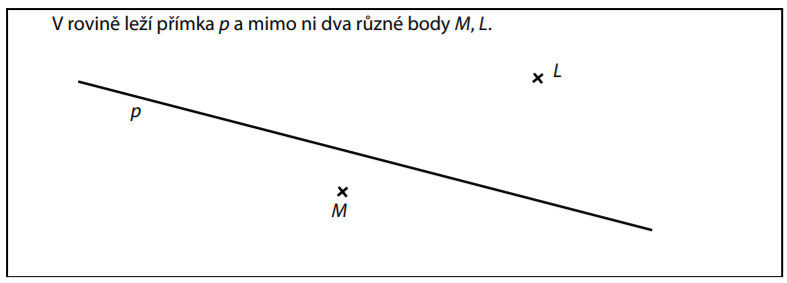 V rovině leží přímka p a mimo ni dva různé body M, L.
L
p
M